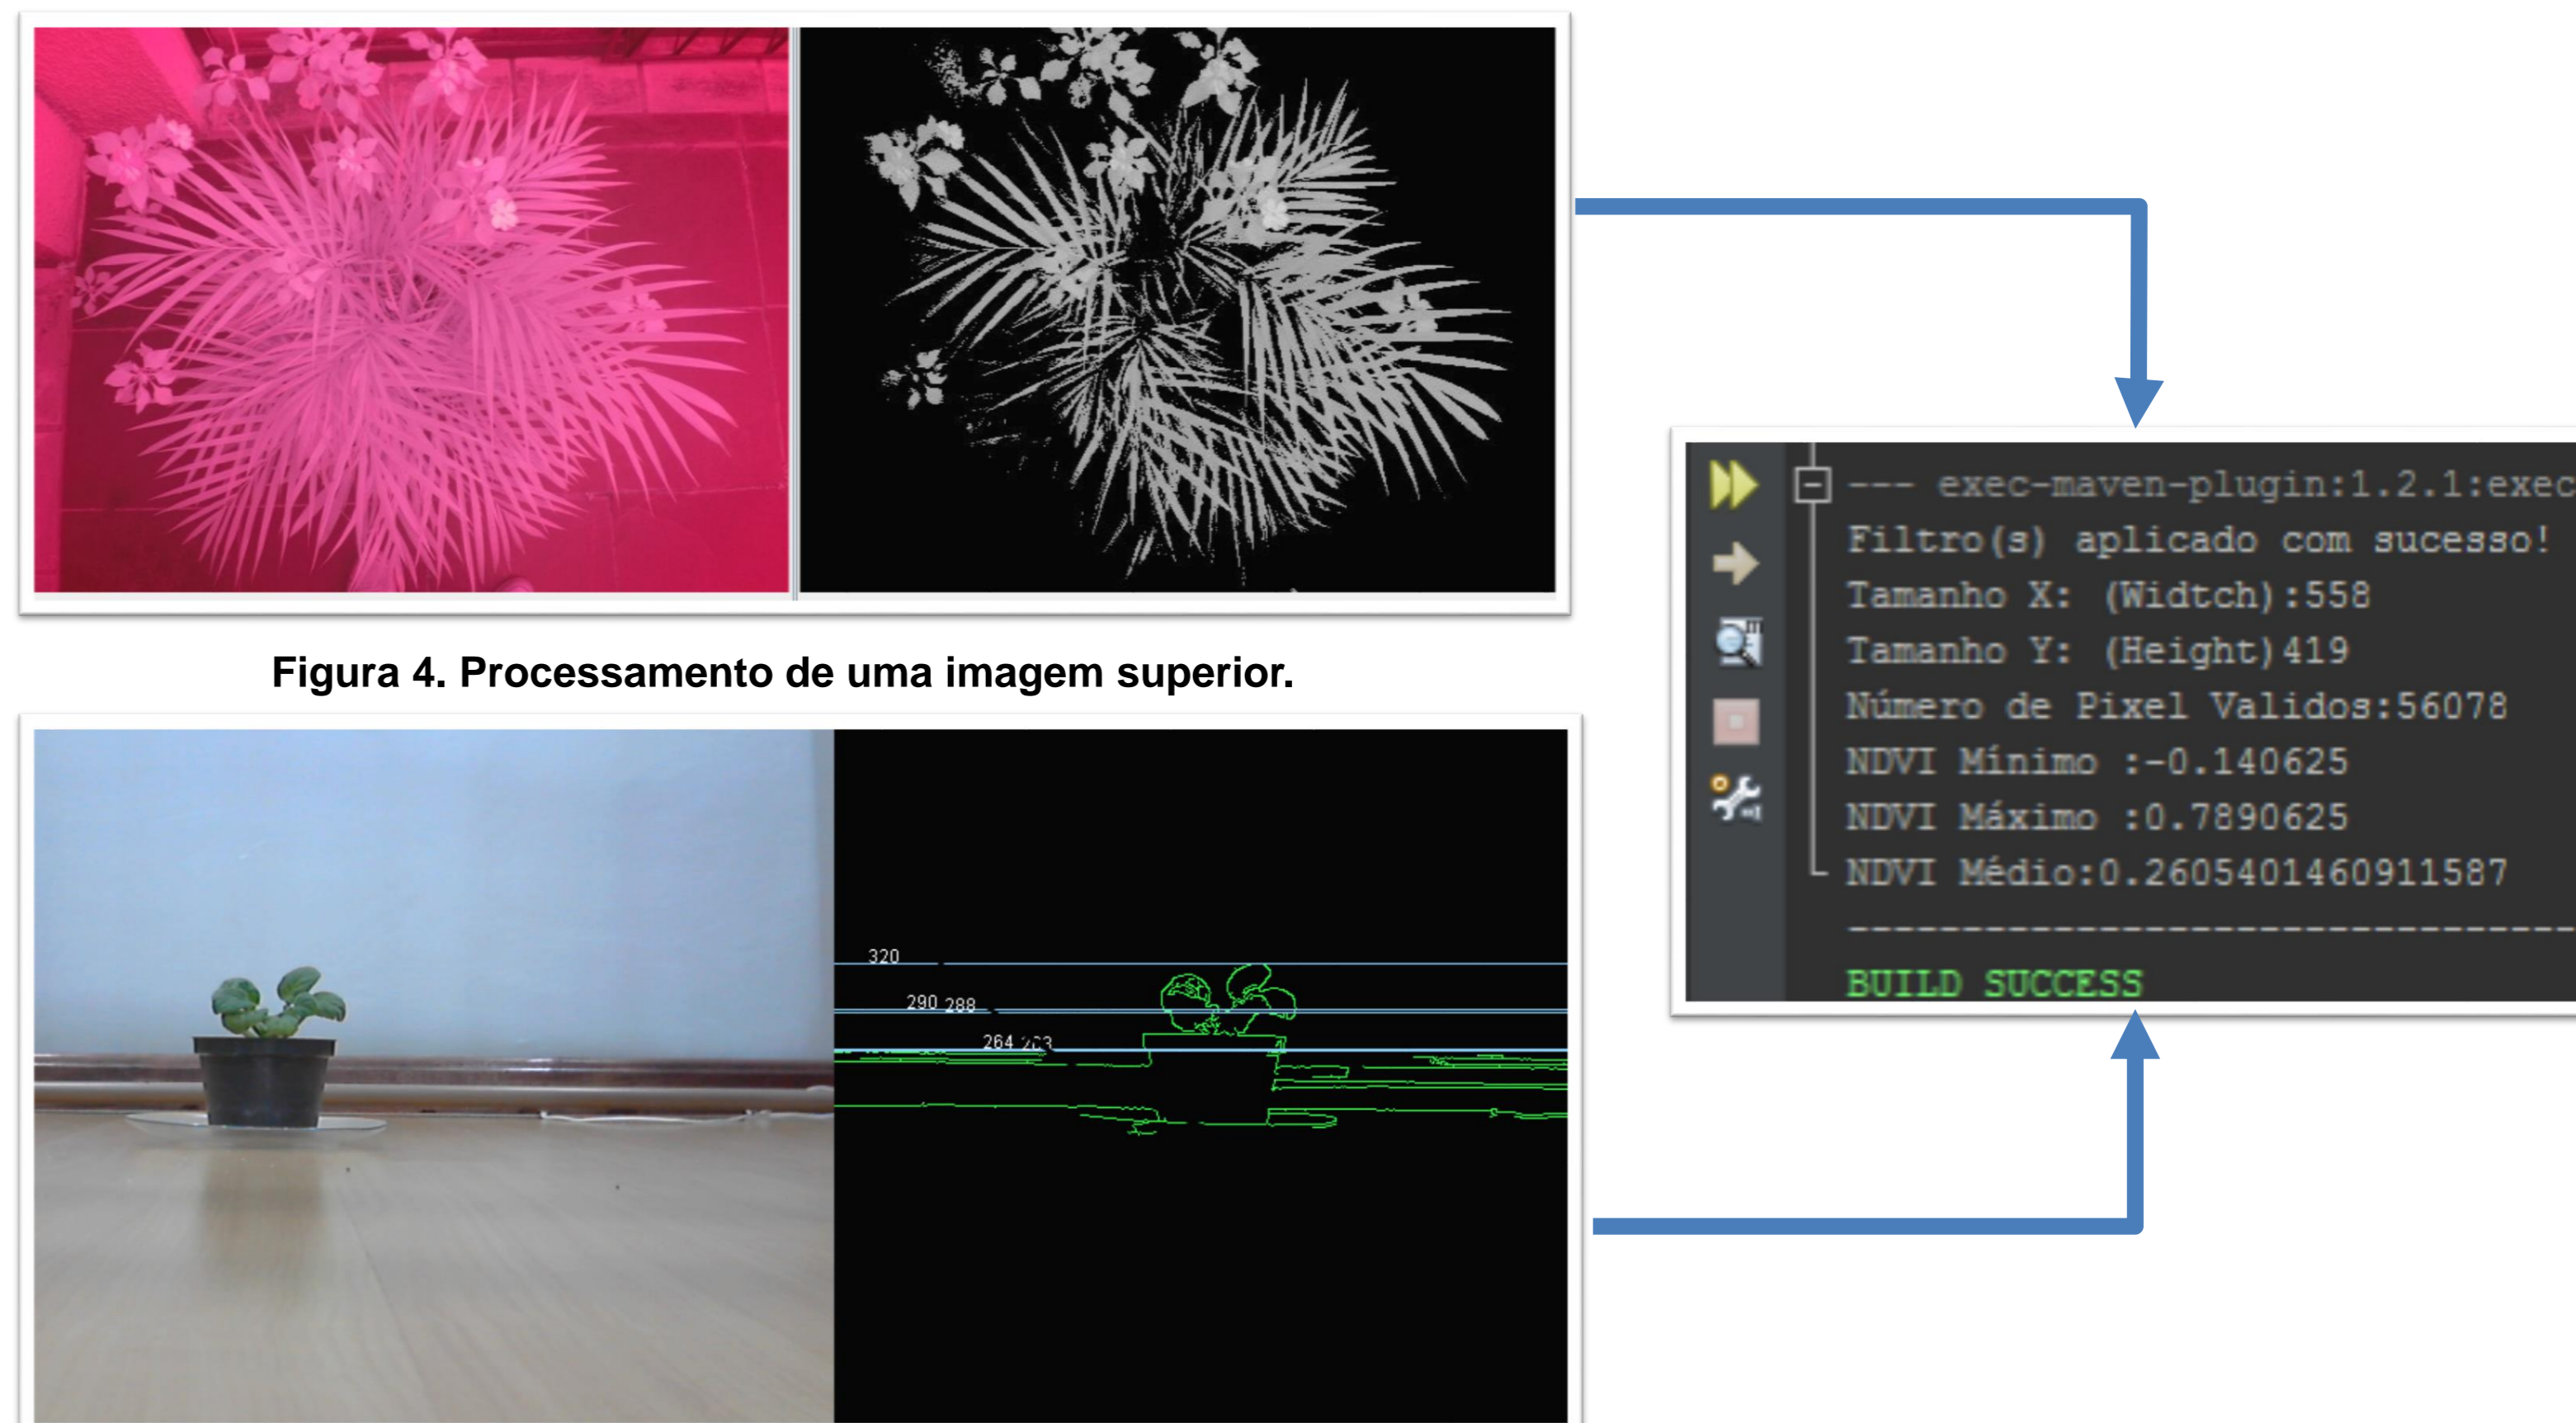 Figura 4. Processamento de uma imagem superior.
320
290 288
264
--- exec-maven-plugin:1.2.1:exec
Filtro(s) aplicado com sucesso!
Tamanho X: (Widtch):558
Tamanho Y: (Height)419
Número de Pixel Validos:56078
NDVI Mínimo :-0.140625
NDVI Máximo :0.7890625
NDVI Médio:0.2605401460911587
--------------------------------
BUILD SUCCESS